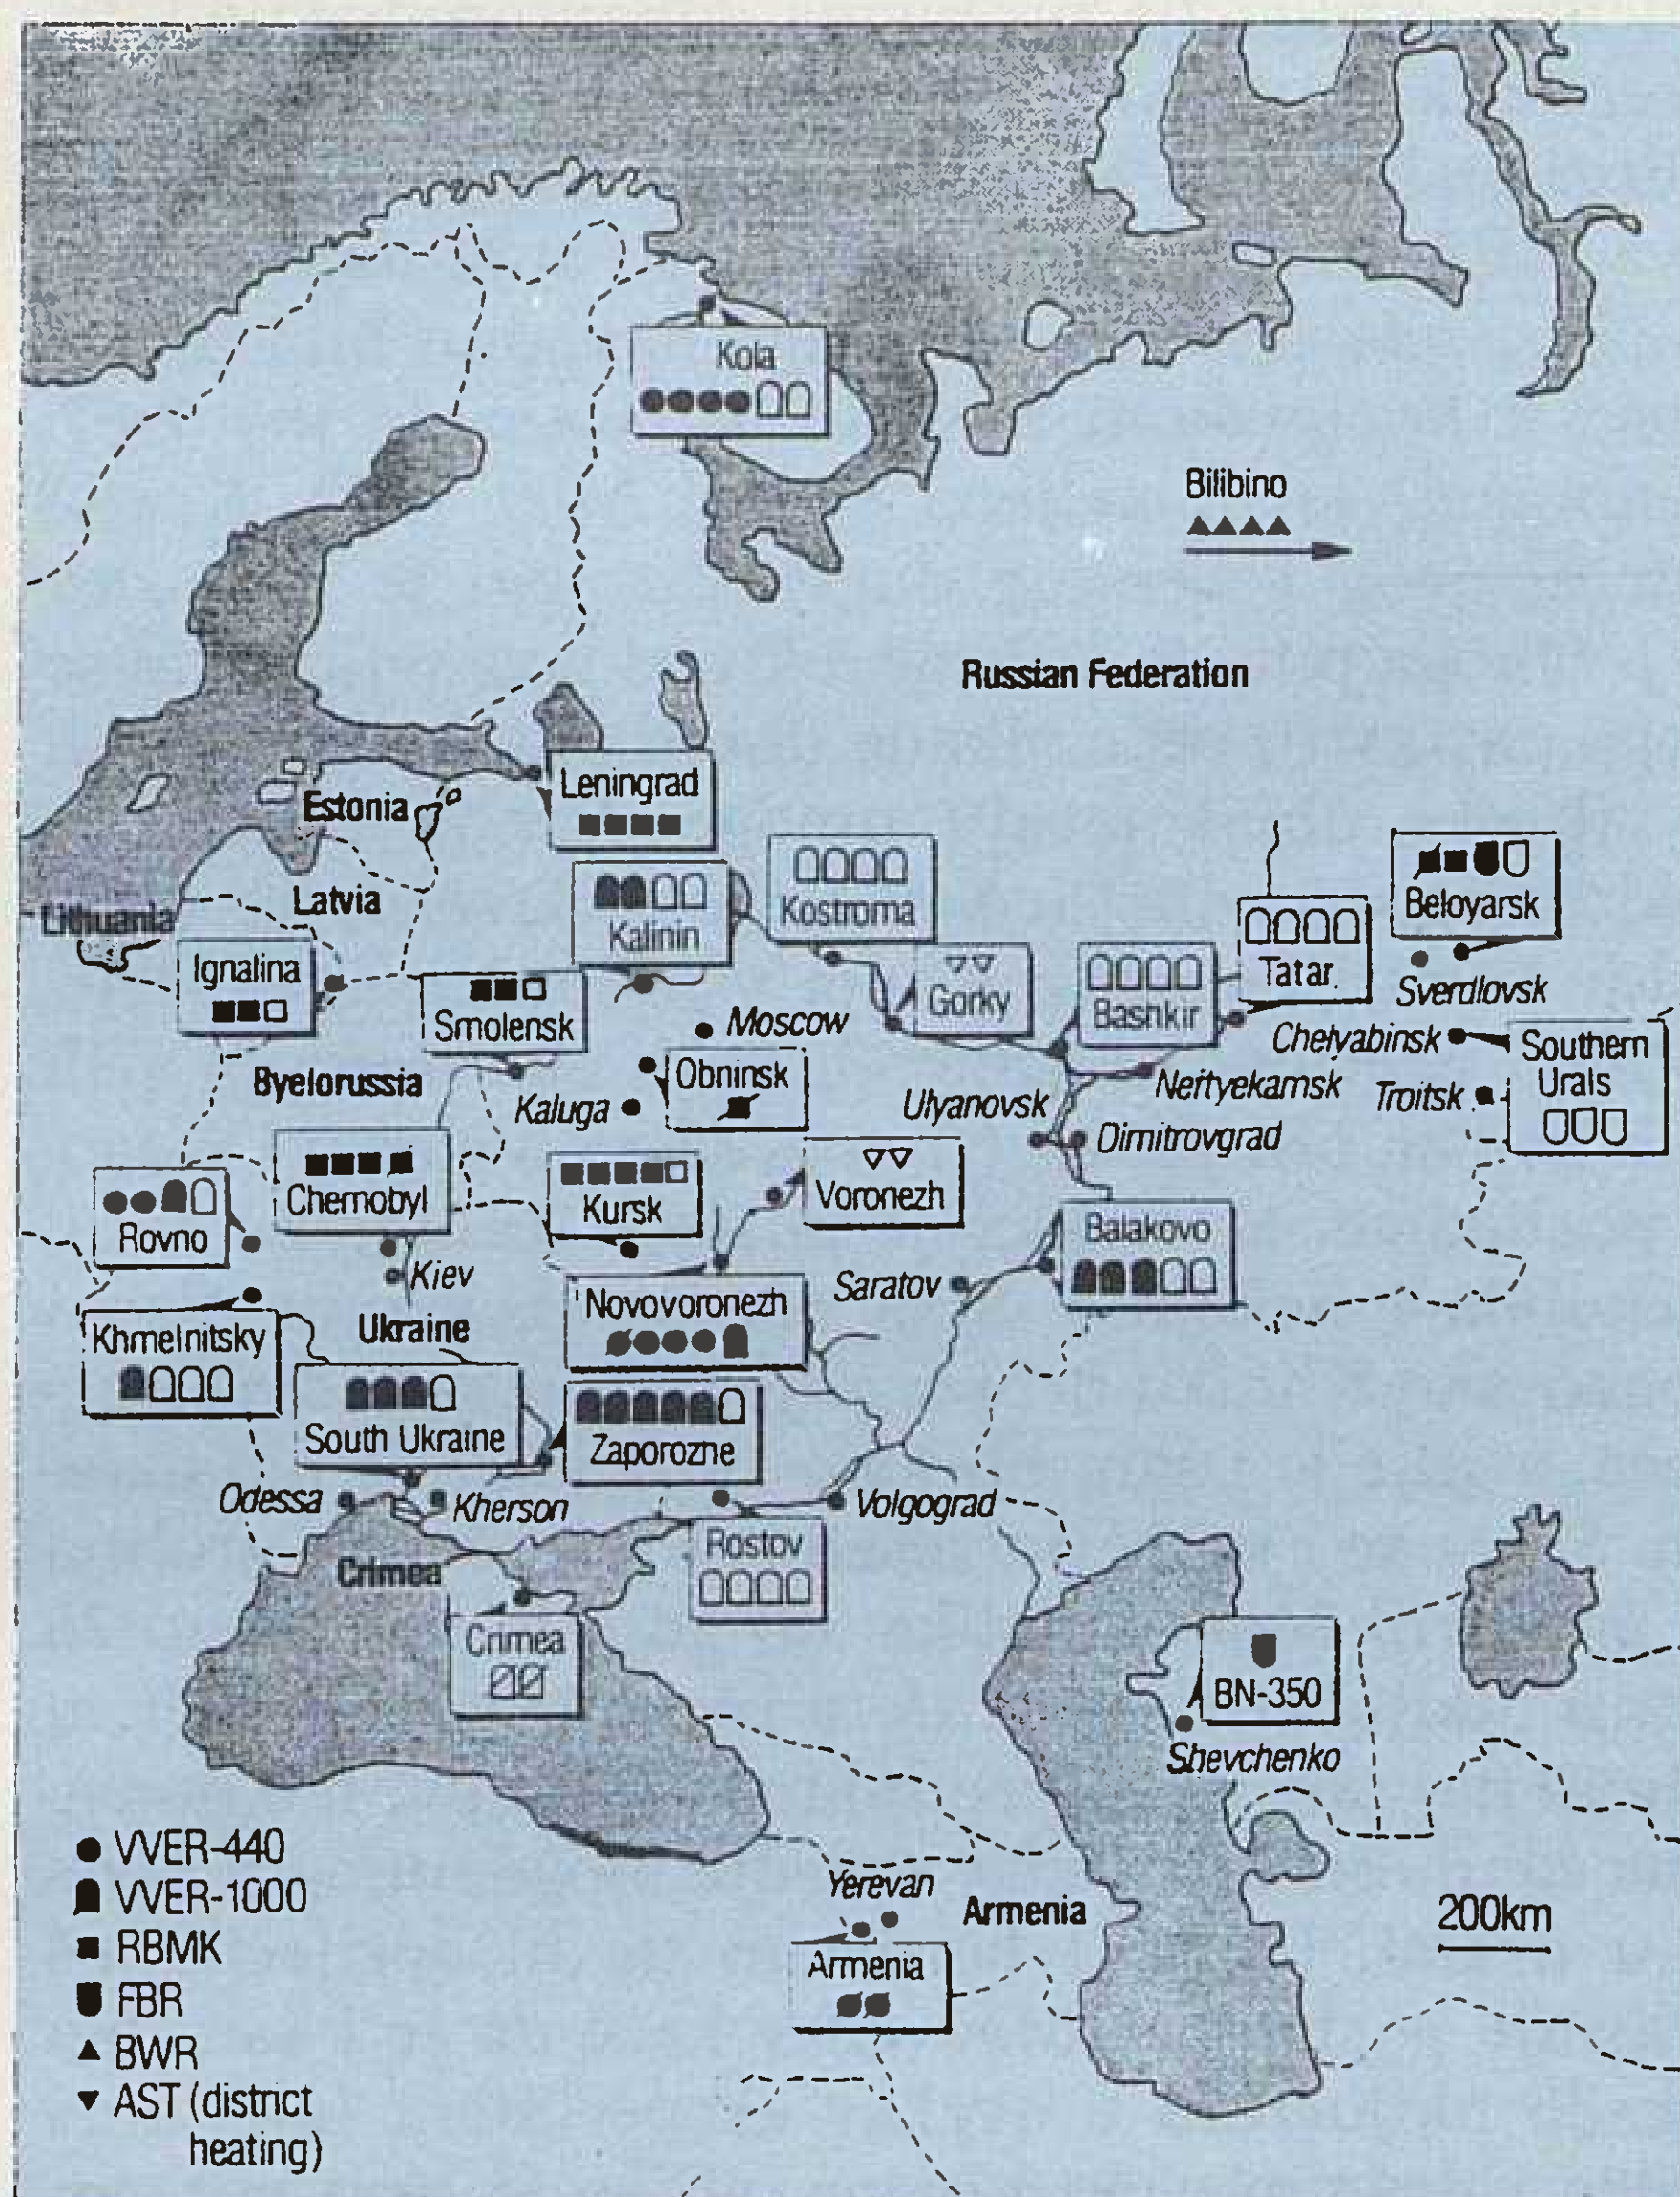 Kola
Bilibino
Russian Federation
Leningrad
Estonia
Latvia
Lithuania
Kalinin
Kostroma
Gorky
Bashkir
Tatar.
Beloyarsk
Sverdlovsk
Ignalina
Smolensk
Moscow
Chelyabinsk
Southern
Urals
Byelorussia
Obninsk
Kaluga
Ulyanovsk
Neftyekamsk
Troitsk
Dimitrovgrad
Chernobyl
Kursk
Voronezh
Rovno
Kiev
Balakovo
Saratov
Novovoronezh
Khmelnitsky
Ukraine
South Ukraine
Zaporozhe
Odessa
Kherson
Volgograd
Rostov
Crimea
Crimea
BN-350
Shevchenko
VVER-440
VVER-1000
RBMK
FBR
BWR
AST (district
heating)
Yerevan
Armenia
Armenia
200km